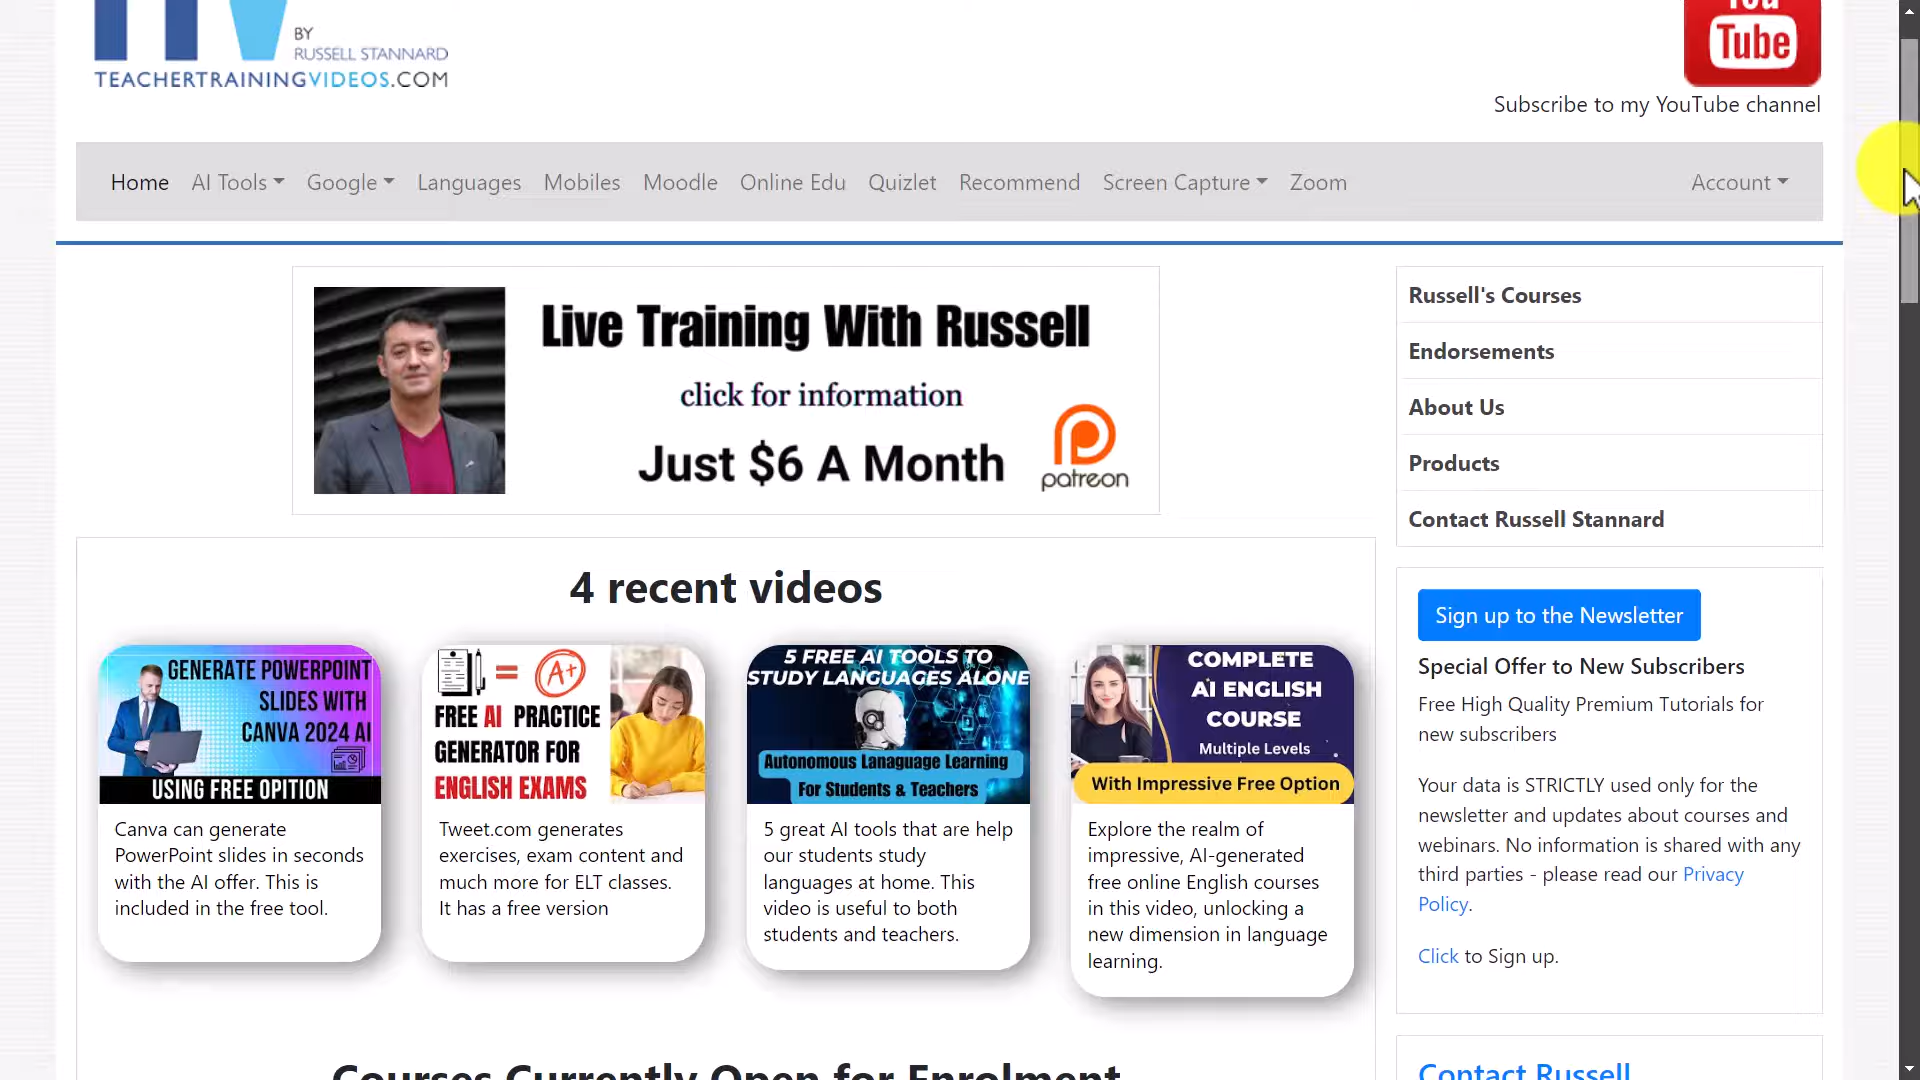 BY
RUSSELL STANNARD
TEACHERTRAININGVIDEOS.COM
You
Tube
Subscribe to my YouTube channel
Home AI Tools Google Languages Mobiles Moodle Online Edu Quizlet Recommend Screen Capture Zoom Account
Live Training With Russell
click for information
Just $6 A Month
patreon
Russell's Courses
Endorsements
About Us
Products
Contact Russell Stannard
4 recent videos
GENERATE POWERPOINT
SLIDES WITH
CANVA 2024 AI
USING FREE OPITION
Canva can generate
PowerPoint slides in seconds
with the AI offer. This is
included in the free tool.
= A+
FREE AI PRACTICE
GENERATOR FOR
ENGLISH EXAMS
Tweet.com generates
exercises, exam content and
much more for ELT classes.
It has a free version
5 FREE AI TOOLS TO
STUDY LANGUAGES ALONE
Autonomous Lanaguage Learning
For Students & Teachers
5 great AI tools that are help
our students study
languages at home. This
video is useful to both
students and teachers.
COMPLETE
AI ENGLISH
COURSE
Multiple Levels
With Impressive Free Option
Explore the realm of
impressive, AI-generated
free online English courses
in this video, unlocking a
new dimension in language
learning.
Sign up to the Newsletter
Special Offer to New Subscribers
Free High Quality Premium Tutorials for
new subscribers
Your data is STRICTLY used only for the
newsletter and updates about courses and
webinars. No information is shared with any
third parties - please read our Privacy
Policy.
Click to Sign up.
Courses Currently Open for Enrolment
Contact Russell